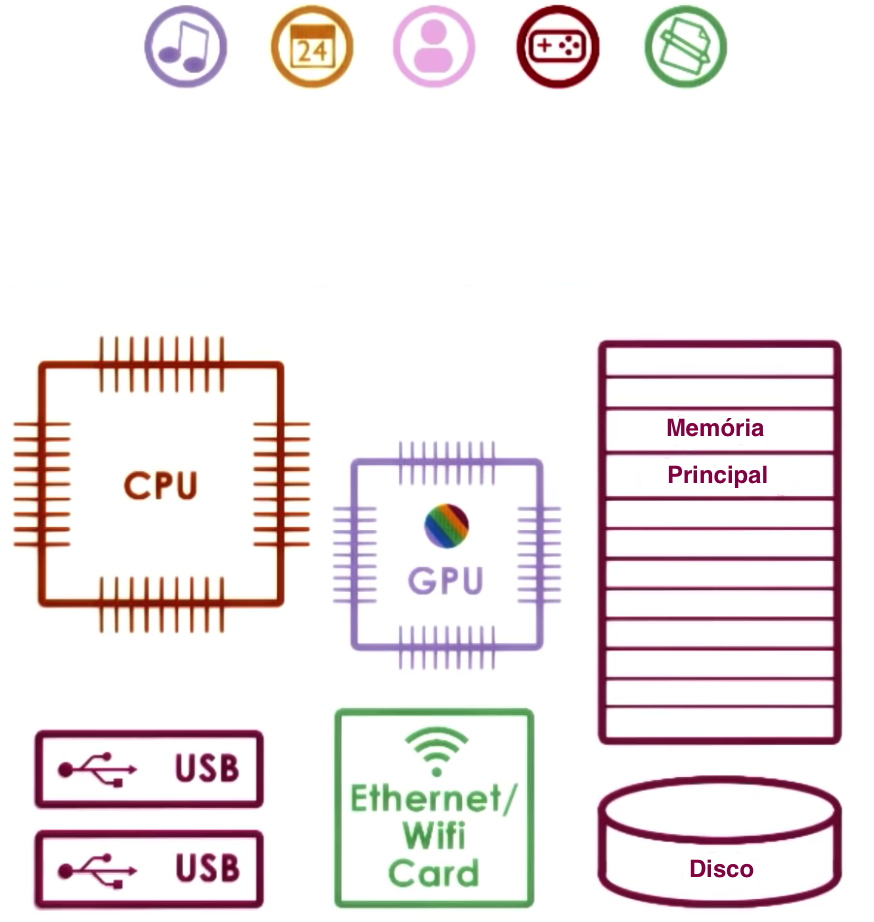 24
Memória
CPU
Principal
GPU
USB
Ethernet/
Wifi
Card
USB
Disco